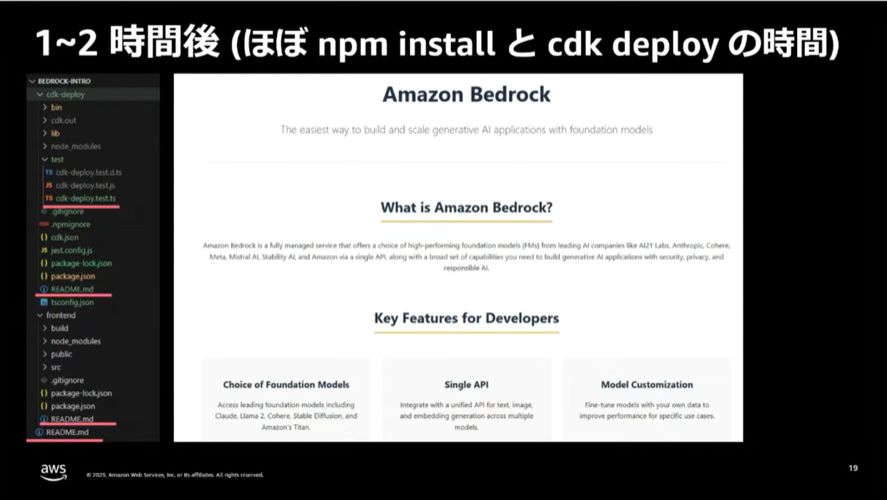 1~2 時間後 (ほぼ npm install と cdk deploy の時間)
BEDROCK-INTRO
cdk-deploy
bin
cdk.out
lib
node_modules
test
TS cdk-deploy.test.d.ts
JS cdk-deploy.test.js
TS cdk-deploy.test.ts
.gitignore
.npmignore
{} cdk.json
JS jest.config.js
{} package-lock.json
{} package.json
README.md
tsconfig.json
frontend
build
node_modules
public
src
.gitignore
{} package-lock.json
{} package.json
README.md
README.md
Amazon Bedrock
The easiest way to build and scale generative AI applications with foundation models
What is Amazon Bedrock?
Amazon Bedrock is a fully managed service that offers a choice of high-performing foundation models (FMs) from leading AI companies like AI21 Labs, Anthropic, Cohere,
Meta, Mistral AI, Stability AI, and Amazon via a single API, along with a broad set of capabilities you need to build generative AI applications with security, privacy, and
responsible AI.
Key Features for Developers
Choice of Foundation Models
Access leading foundation models including
Claude, Llama 2, Cohere, Stable Diffusion, and
Amazon's Titan.
Single API
Integrate with a unified API for text, image,
and embedding generation across multiple
models.
Model Customization
Fine-tune models with your own data to
improve performance for specific use cases.
aws
© 2025, Amazon Web Services, Inc. or its affiliates. All rights reserved.
19